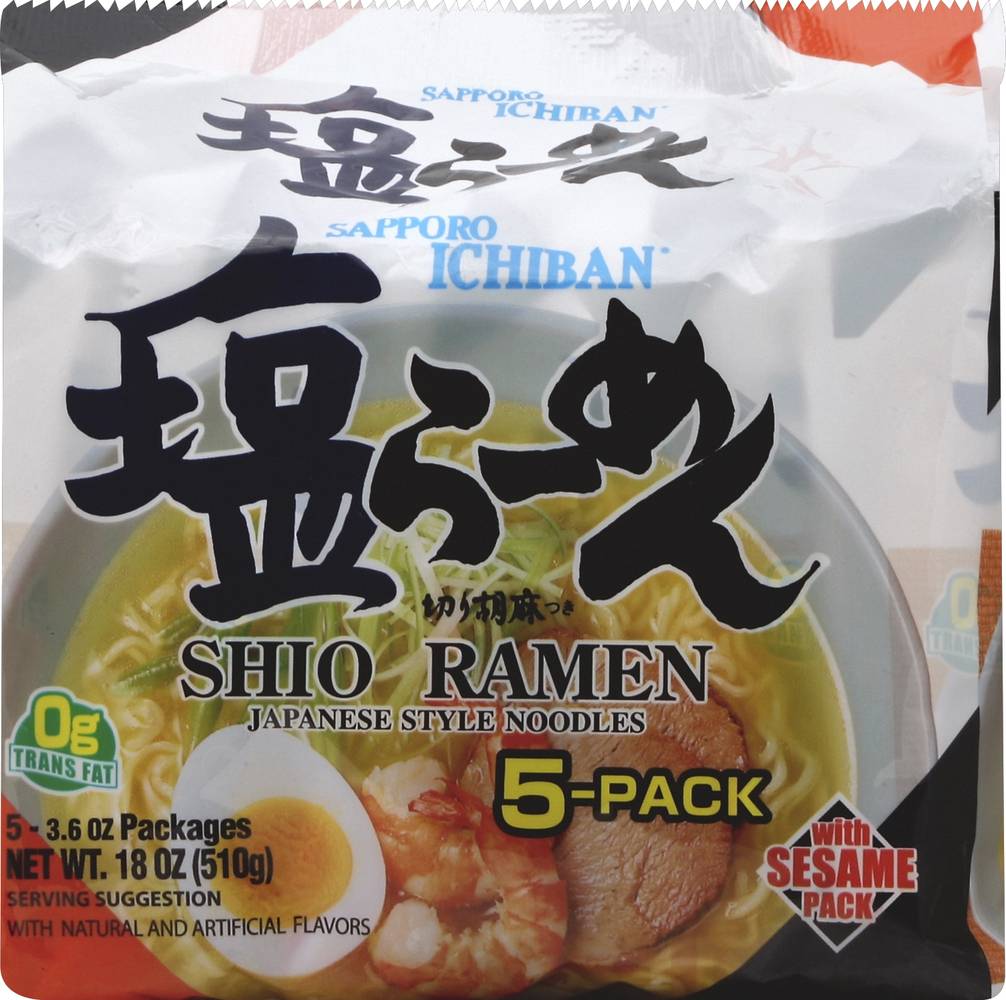 SAPPORO
ICHIBAN
塩らーめん
SAPPORO
ICHIBAN
塩らーめん
切り胡麻つき
SHIO RAMEN
JAPANESE STYLE NOODLES
5-PACK
0g
TRANS FAT
5 - 3.6 OZ Packages
NET WT. 18 OZ (510g)
SERVING SUGGESTION
WITH NATURAL AND ARTIFICIAL FLAVORS
with
SESAME
PACK